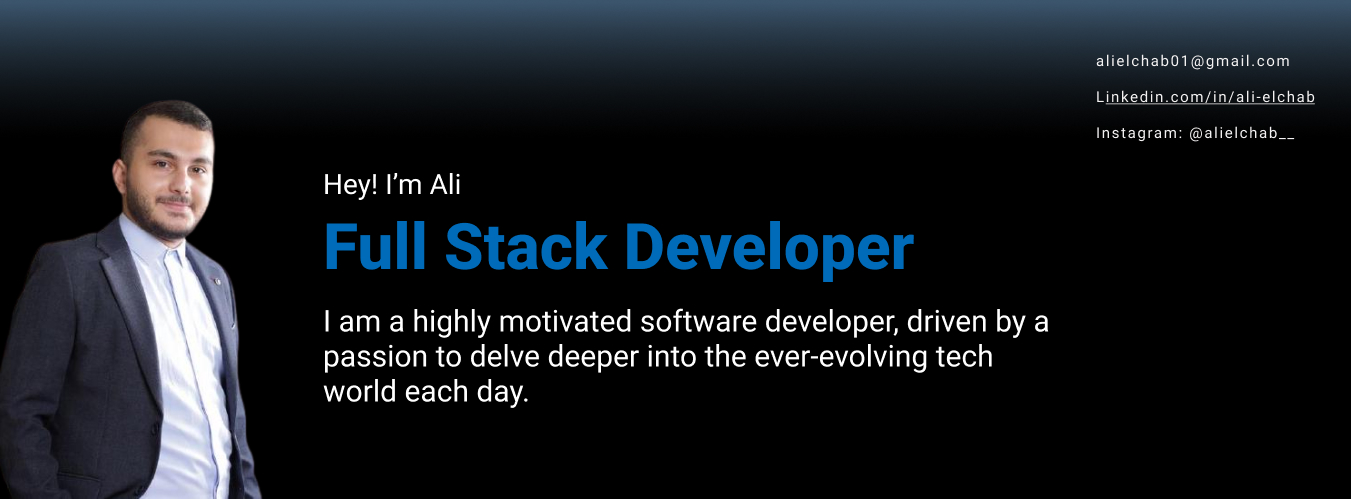 alielchab01@gmail.com
Linkedin.com/in/ali-elchab
Instagram: @alielchab__
Hey! I’m Ali
Full Stack Developer
I am a highly motivated software developer, driven by a
passion to delve deeper into the ever-evolving tech
world each day.